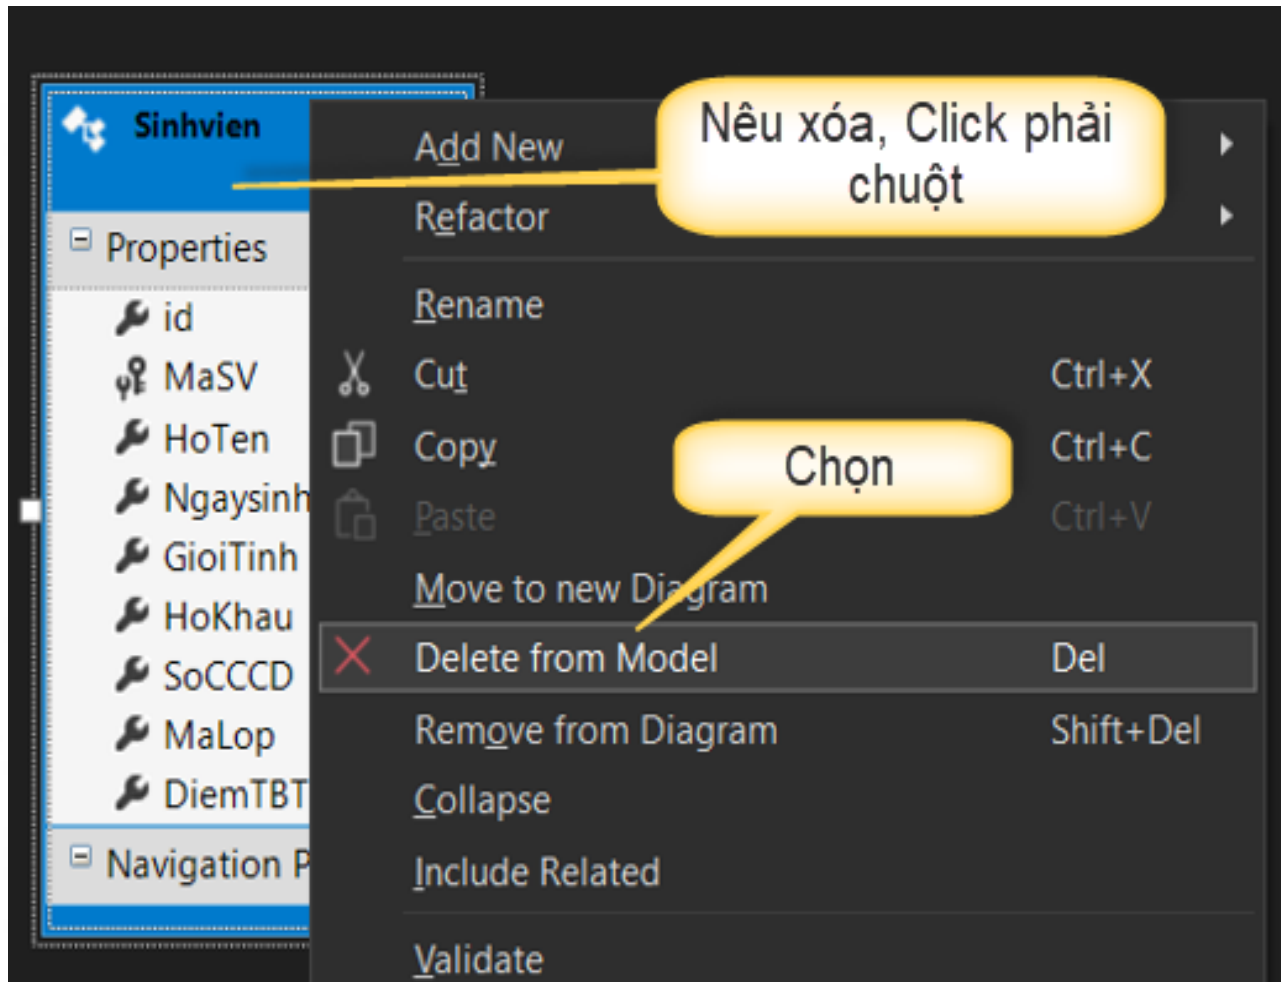 Sinhvien
Properties
id
MaSV
HoTen
Ngaysinh
GioiTinh
HoKhau
SoCCCD
MaLop
DiemTBT
Navigation P
Nêu xóa, Click phải
chuột
Add New
Refactor
Rename
Cut Ctrl+X
Copy Ctrl+C
Chọn
Paste Ctrl+V
Move to new Diagram
Delete from Model Del
Remove from Diagram Shift+Del
Collapse
Include Related
Validate